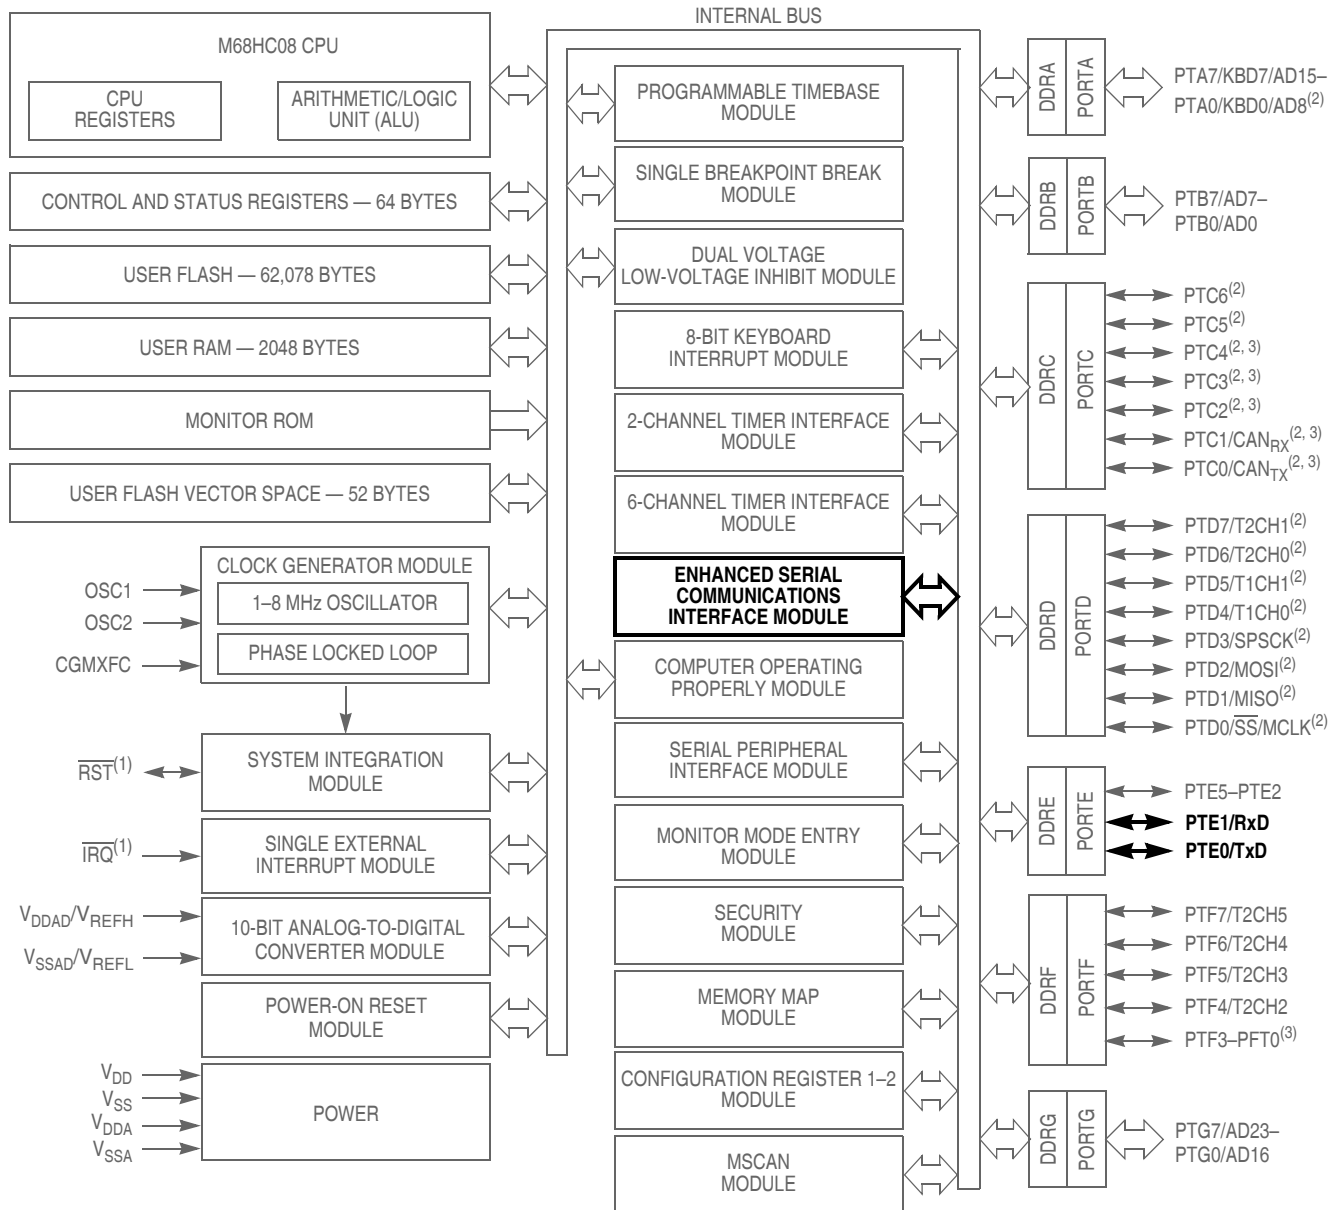 INTERNAL BUS
M68HC08 CPU
CPU
REGISTERS
ARITHMETIC/LOGIC
UNIT (ALU)
CONTROL AND STATUS REGISTERS — 64 BYTES
USER FLASH — 62,078 BYTES
USER RAM — 2048 BYTES
MONITOR ROM
USER FLASH VECTOR SPACE — 52 BYTES
CLOCK GENERATOR MODULE
1–8 MHz OSCILLATOR
PHASE LOCKED LOOP
OSC1
OSC2
CGMXFC
SYSTEM INTEGRATION
MODULE
RST(1)
SINGLE EXTERNAL
INTERRUPT MODULE
IRQ(1)
10-BIT ANALOG-TO-DIGITAL
CONVERTER MODULE
VDDAD/VREFH
VSSAD/VREFL
POWER-ON RESET
MODULE
POWER
VDD
VSS
VDDA
VSSA
PROGRAMMABLE TIMEBASE
MODULE
SINGLE BREAKPOINT BREAK
MODULE
DUAL VOLTAGE
LOW-VOLTAGE INHIBIT MODULE
8-BIT KEYBOARD
INTERRUPT MODULE
2-CHANNEL TIMER INTERFACE
MODULE
6-CHANNEL TIMER INTERFACE
MODULE
ENHANCED SERIAL
COMMUNICATIONS
INTERFACE MODULE
COMPUTER OPERATING
PROPERLY MODULE
SERIAL PERIPHERAL
INTERFACE MODULE
MONITOR MODE ENTRY
MODULE
SECURITY
MODULE
MEMORY MAP
MODULE
CONFIGURATION REGISTER 1–2
MODULE
MSCAN
MODULE
DDRA
PORTA
PTA7/KBD7/AD15–
PTA0/KBD0/AD8(2)
DDRB
PORTB
PTB7/AD7–
PTB0/AD0
DDRC
PORTC
PTC6(2)
PTC5(2)
PTC4(2, 3)
PTC3(2, 3)
PTC2(2, 3)
PTC1/CANRX(2, 3)
PTC0/CANTX(2, 3)
DDRD
PORTD
PTD7/T2CH1(2)
PTD6/T2CH0(2)
PTD5/T1CH1(2)
PTD4/T1CH0(2)
PTD3/SPSCK(2)
PTD2/MOSI(2)
PTD1/MISO(2)
PTD0/SS/MCLK(2)
DDRE
PORTE
PTE5–PTE2
PTE1/RxD
PTE0/TxD
DDRF
PORTF
PTF7/T2CH5
PTF6/T2CH4
PTF5/T2CH3
PTF4/T2CH2
PTF3–PFT0(3)
DDRG
PORTG
PTG7/AD23–
PTG0/AD16